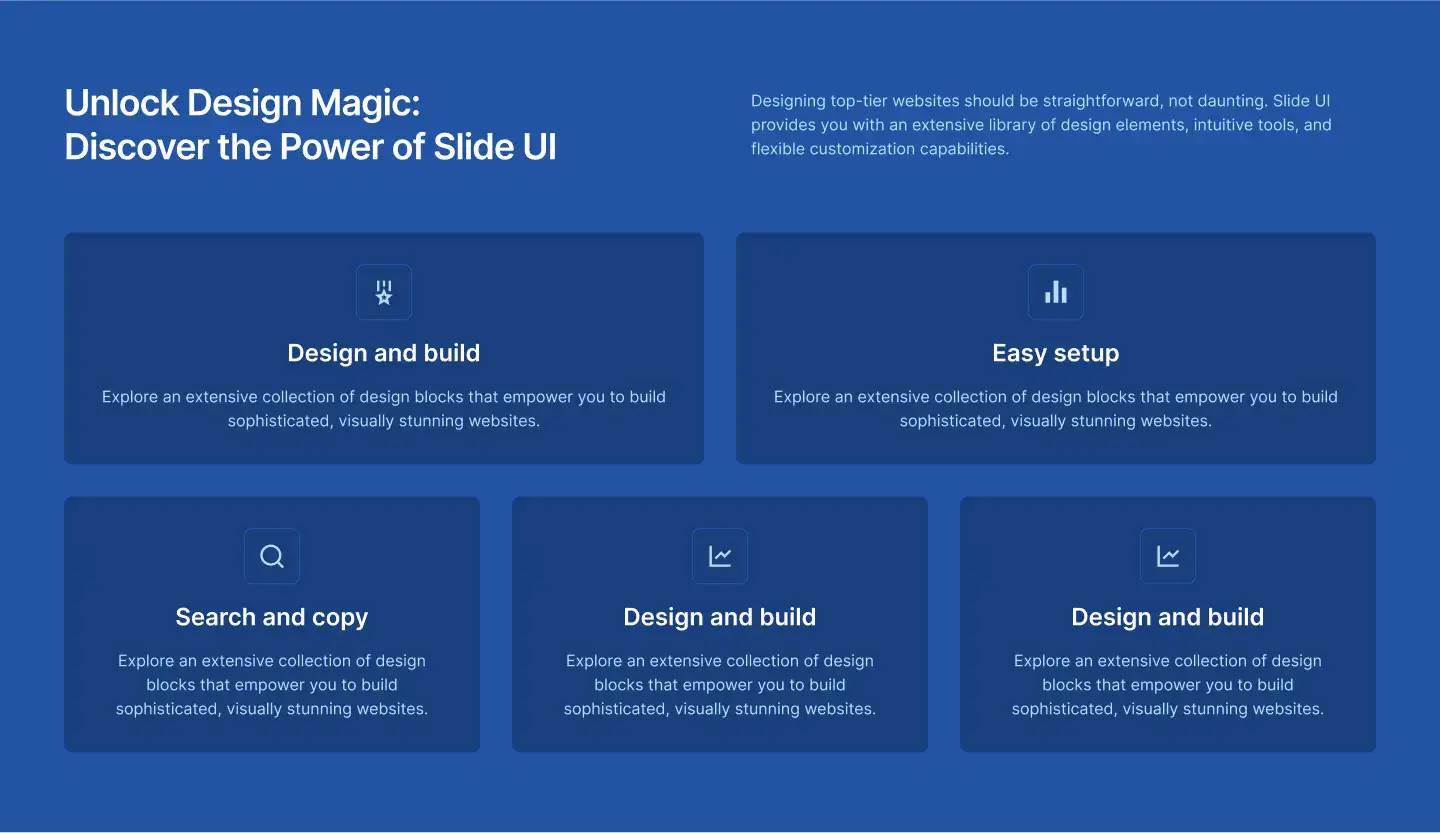 Unlock Design Magic:
Discover the Power of Slide UI
Designing top-tier websites should be straightforward, not daunting. Slide UI
provides you with an extensive library of design elements, intuitive tools, and
flexible customization capabilities.
Design and build
Explore an extensive collection of design blocks that empower you to build
sophisticated, visually stunning websites.
Easy setup
Explore an extensive collection of design blocks that empower you to build
sophisticated, visually stunning websites.
Search and copy
Explore an extensive collection of design
blocks that empower you to build
sophisticated, visually stunning websites.
Design and build
Explore an extensive collection of design
blocks that empower you to build
sophisticated, visually stunning websites.
Design and build
Explore an extensive collection of design
blocks that empower you to build
sophisticated, visually stunning websites.